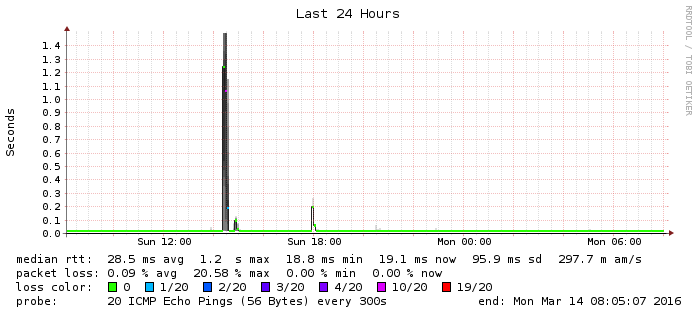 Last 24 Hours
RRDTOOL / TOBI OETIKER
Seconds
1.4
1.3
1.2
1.1
1.0
0.9
0.8
0.7
0.6
0.5
0.4
0.3
0.2
0.1
0.0
Sun 12:00 Sun 18:00 Mon 00:00 Mon 06:00
median rtt: 28.5 ms avg 1.2 s max 18.8 ms min 19.1 ms now 95.9 ms sd 297.7 m am/s
packet loss: 0.09 % avg 20.58 % max 0.00 % min 0.00 % now
loss color: 0 1/20 2/20 3/20 4/20 10/20 19/20
probe: 20 ICMP Echo Pings (56 Bytes) every 300s end: Mon Mar 14 08:05:07 2016